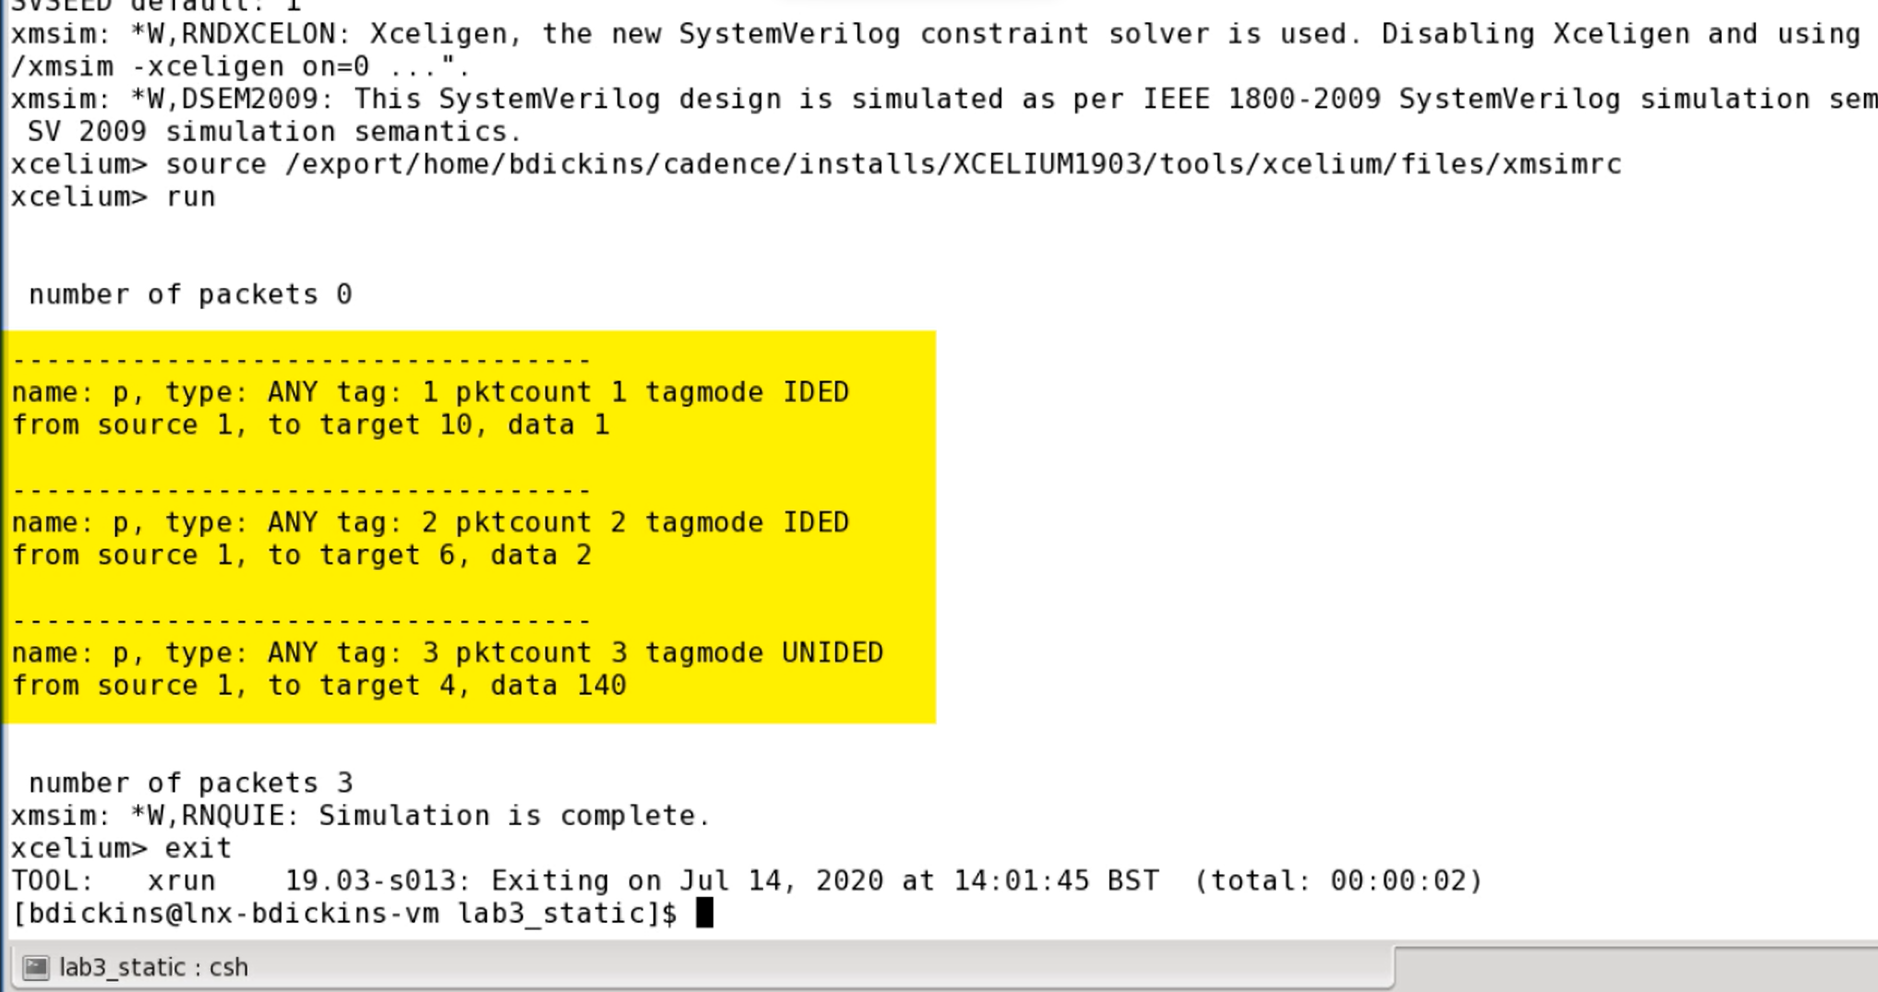 SVSEED default: 1
xmsim: *W,RNDXCELON: Xceligen, the new SystemVerilog constraint solver is used. Disabling Xceligen and using
/xmsim -xceligen on=0 ...".
xmsim: *W,DSEM2009: This SystemVerilog design is simulated as per IEEE 1800-2009 SystemVerilog simulation sem
SV 2009 simulation semantics.
xcelium> source /export/home/bdickins/cadence/installs/XCELIUM1903/tools/xcelium/files/xmsimrc
xcelium> run
number of packets 0
----------------------------------
name: p, type: ANY tag: 1 pktcount 1 tagmode IDED
from source 1, to target 10, data 1
----------------------------------
name: p, type: ANY tag: 2 pktcount 2 tagmode IDED
from source 1, to target 6, data 2
----------------------------------
name: p, type: ANY tag: 3 pktcount 3 tagmode UNIDED
from source 1, to target 4, data 140
number of packets 3
xmsim: *W,RNQUIE: Simulation is complete.
xcelium> exit
TOOL:   xrun    19.03-s013: Exiting on Jul 14, 2020 at 14:01:45 BST  (total: 00:00:02)
[bdickins@lnx-bdickins-vm lab3_static]$
lab3_static : csh